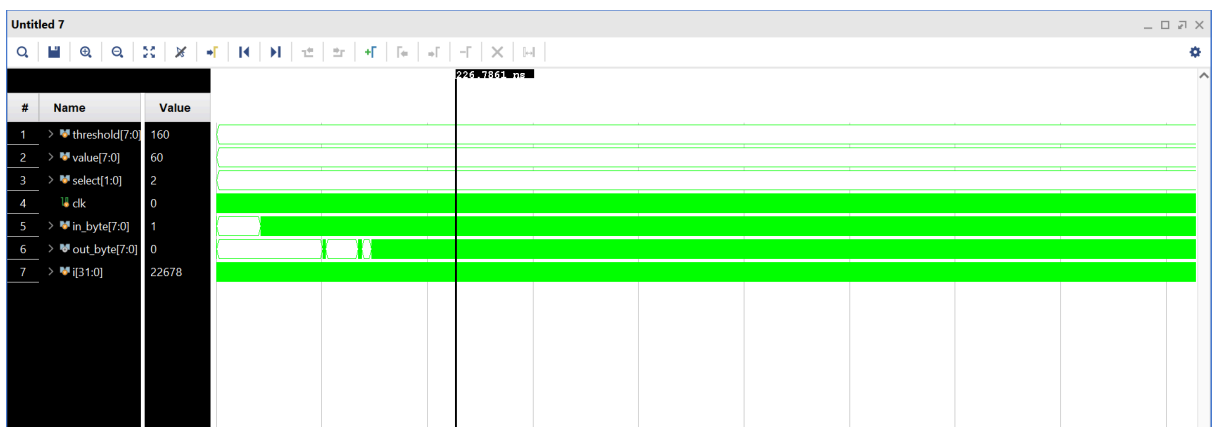 Untitled 7
226.7861 ns
# Name Value
1 threshold[7:0] 160
2 value[7:0] 60
3 select[1:0] 2
4 clk 0
5 in_byte[7:0] 1
6 out_byte[7:0] 0
7 i[31:0] 22678